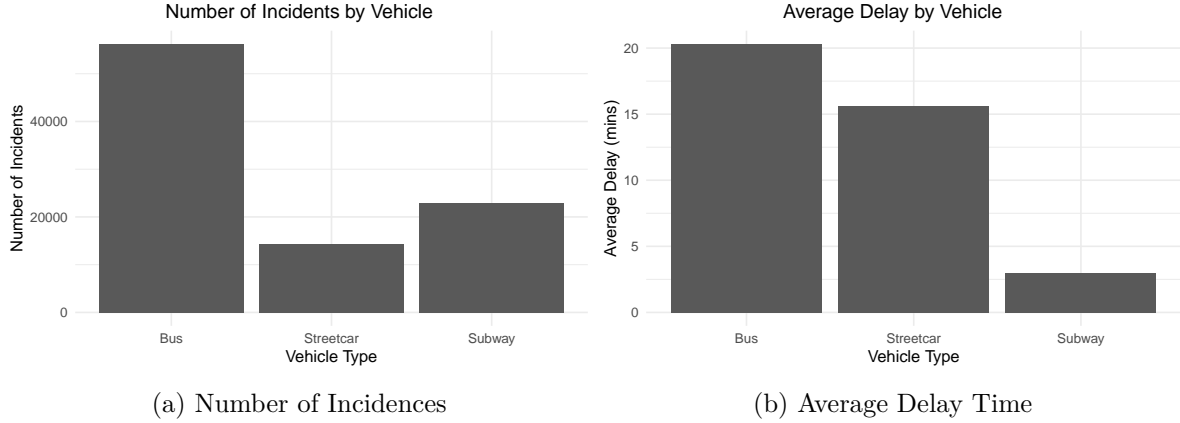 Number of Incidents by Vehicle
Number of Incidents
40000
20000
0
Bus Streetcar Subway
Vehicle Type
(a) Number of Incidences
Average Delay by Vehicle
Average Delay (mins)
20
15
10
5
0
Bus Streetcar Subway
Vehicle Type
(b) Average Delay Time